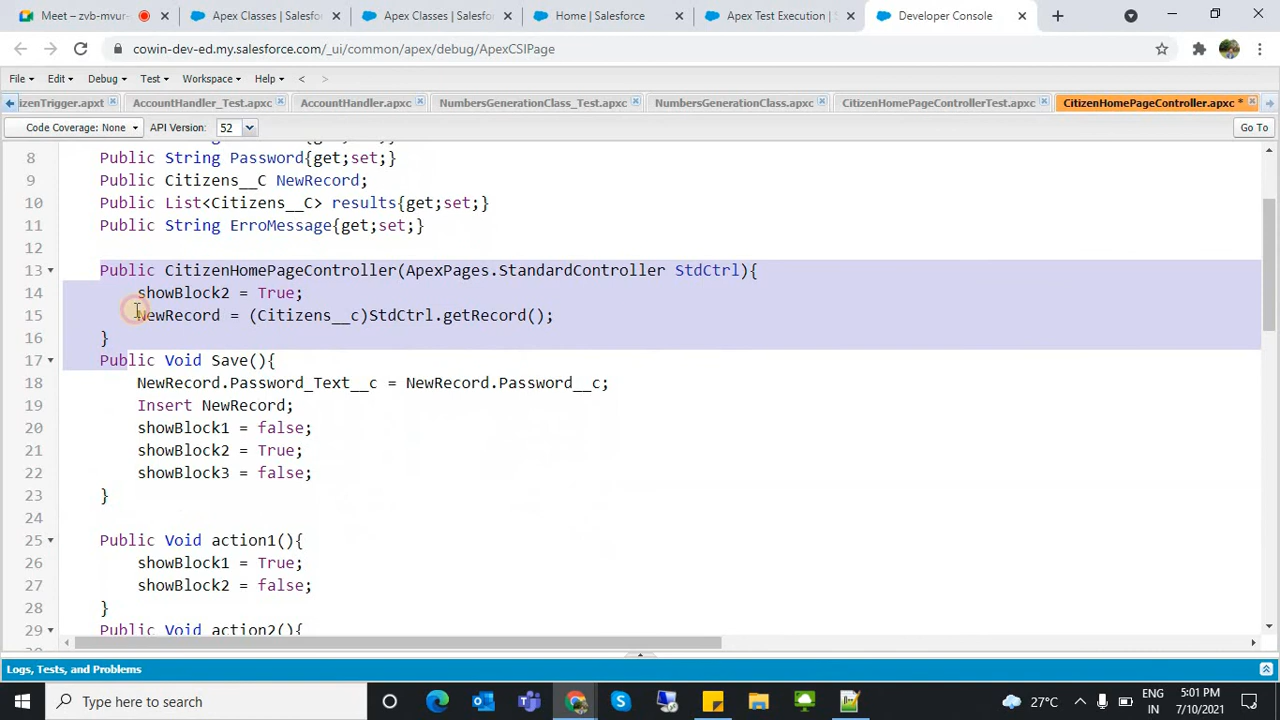 Meet – zvb-mvur-
Apex Classes | Salesf
Apex Classes | Salesf
Home | Salesforce
Apex Test Execution |
Developer Console
cowin-dev-ed.my.salesforce.com/_ui/common/apex/debug/ApexCSIPage
File Edit Debug Test Workspace Help < >
izenTrigger.apxt AccountHandler_Test.apxc AccountHandler.apxc NumbersGenerationClass_Test.apxc NumbersGenerationClass.apxc CitizenHomePageControllerTest.apxc CitizenHomePageController.apxc *
Code Coverage: None API Version: 52 Go To
8 Public String Password{get;set;}
9 Public Citizens__C NewRecord;
10 Public List<Citizens__C> results{get;set;}
11 Public String ErroMessage{get;set;}
12
13 Public CitizenHomePageController(ApexPages.StandardController StdCtrl){
14 showBlock2 = True;
15 NewRecord = (Citizens__c)StdCtrl.getRecord();
16 }
17 Public Void Save(){
18 NewRecord.Password_Text__c = NewRecord.Password__c;
19 Insert NewRecord;
20 showBlock1 = false;
21 showBlock2 = True;
22 showBlock3 = false;
23 }
24
25 Public Void action1(){
26 showBlock1 = True;
27 showBlock2 = false;
28 }
29 Public Void action2(){
Logs, Tests, and Problems
Type here to search
27°C
ENG
IN
5:01 PM
7/10/2021